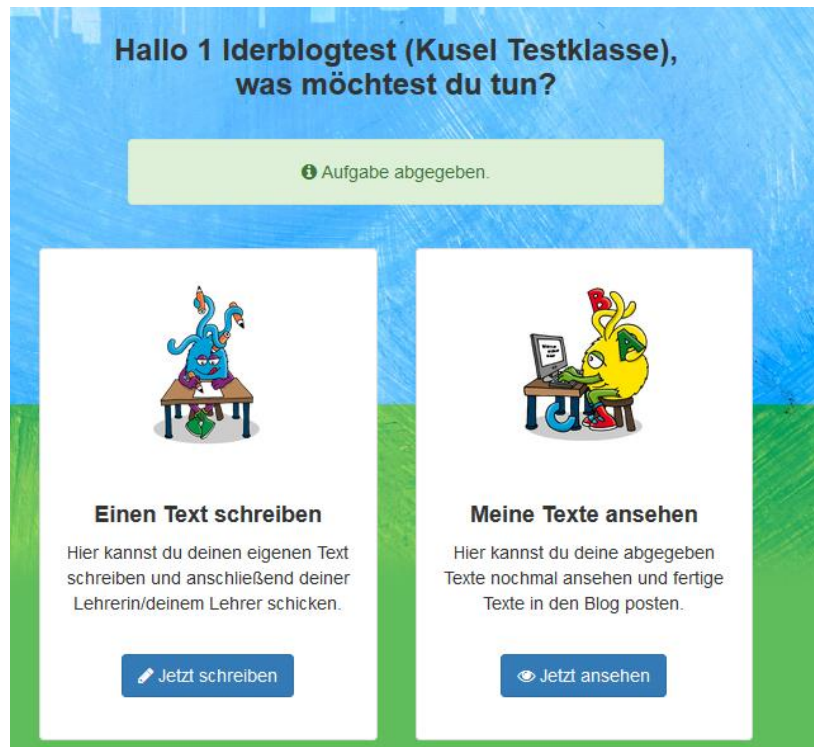 Hallo 1 Iderblogtest (Kusel Testklasse),
was möchtest du tun?
Aufgabe abgegeben.
Einen Text schreiben
Hier kannst du deinen eigenen Text
schreiben und anschließend deiner
Lehrerin/deinem Lehrer schicken.
Jetzt schreiben
B
A
C
Meine Texte ansehen
Hier kannst du deine abgegeben
Texte nochmal ansehen und fertige
Texte in den Blog posten.
Jetzt ansehen